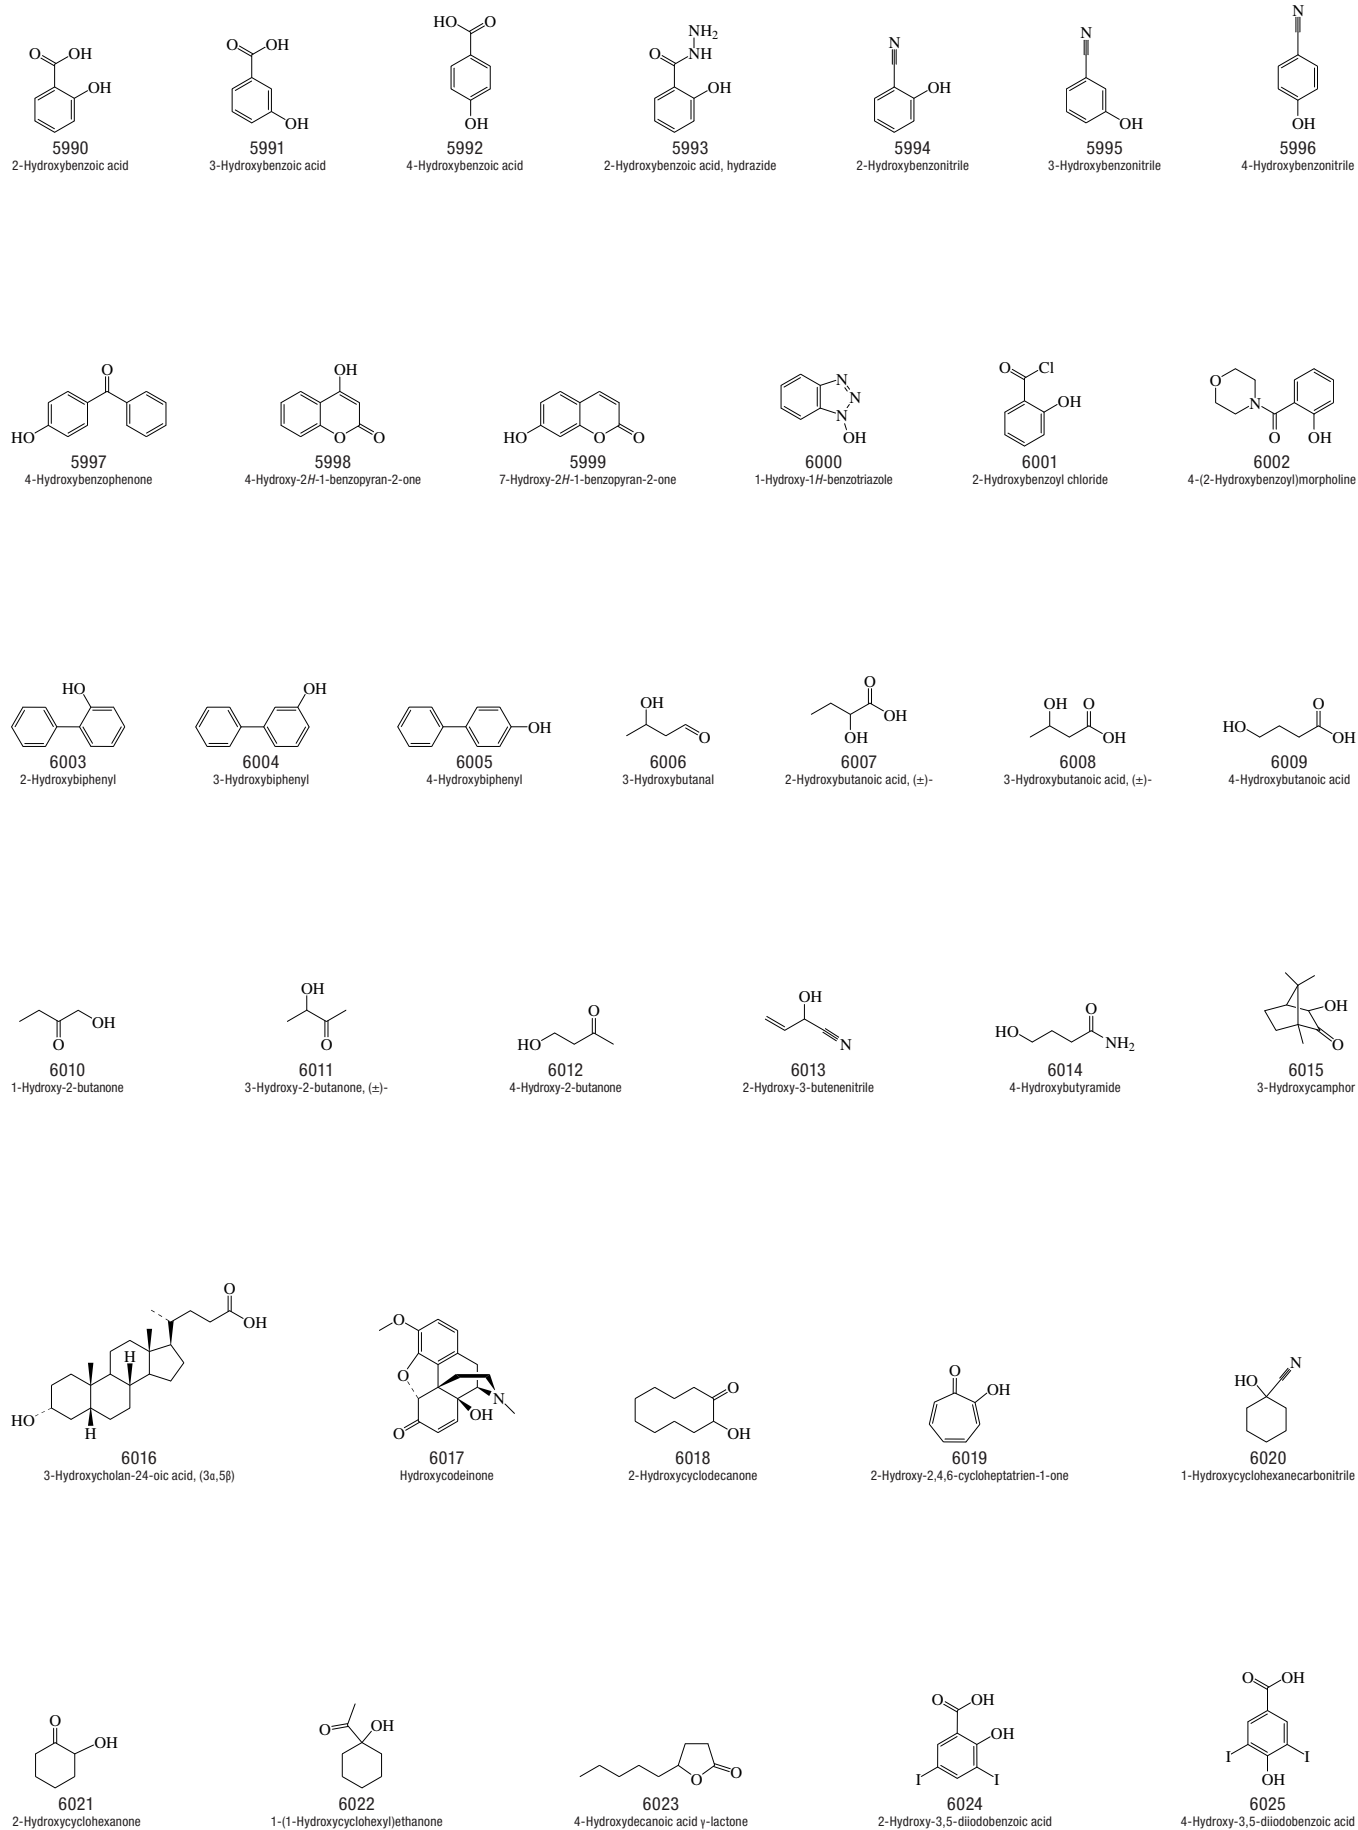 O OH OH
5990
2-Hydroxybenzoic acid
O OH OH
5991
3-Hydroxybenzoic acid
HO O OH
5992
4-Hydroxybenzoic acid
NH2
O NH OH
5993
2-Hydroxybenzoic acid, hydrazide
N OH
5994
2-Hydroxybenzonitrile
N OH
5995
3-Hydroxybenzonitrile
N OH
5996
4-Hydroxybenzonitrile
O HO
5997
4-Hydroxybenzophenone
OH O O
5998
4-Hydroxy-2H-1-benzopyran-2-one
HO O O
5999
7-Hydroxy-2H-1-benzopyran-2-one
N N N OH
6000
1-Hydroxy-1H-benzotriazole
O Cl OH
6001
2-Hydroxybenzoyl chloride
O N O OH
6002
4-(2-Hydroxybenzoyl)morpholine
HO
6003
2-Hydroxybiphenyl
OH
6004
3-Hydroxybiphenyl
OH
6005
4-Hydroxybiphenyl
OH O
6006
3-Hydroxybutanal
O OH OH
6007
2-Hydroxybutanoic acid, (±)-
OH O OH
6008
3-Hydroxybutanoic acid, (±)-
HO O OH
6009
4-Hydroxybutanoic acid
OH O
6010
1-Hydroxy-2-butanone
OH O
6011
3-Hydroxy-2-butanone, (±)-
O HO
6012
4-Hydroxy-2-butanone
OH N
6013
2-Hydroxy-3-butenenitrile
HO O NH2
6014
4-Hydroxybutyramide
OH O
6015
3-Hydroxycamphor
O OH H HO H
6016
3-Hydroxycholan-24-oic acid, (3α,5β)
O O N OH O
6017
Hydroxycodeinone
O OH
6018
2-Hydroxycyclodecanone
O OH
6019
2-Hydroxy-2,4,6-cycloheptatrien-1-one
N HO
6020
1-Hydroxycyclohexanecarbonitrile
O OH
6021
2-Hydroxycyclohexanone
O OH
6022
1-(1-Hydroxycyclohexyl)ethanone
O O
6023
4-Hydroxydecanoic acid γ-lactone
O OH OH I I
6024
2-Hydroxy-3,5-diiodobenzoic acid
O OH I I OH
6025
4-Hydroxy-3,5-diiodobenzoic acid